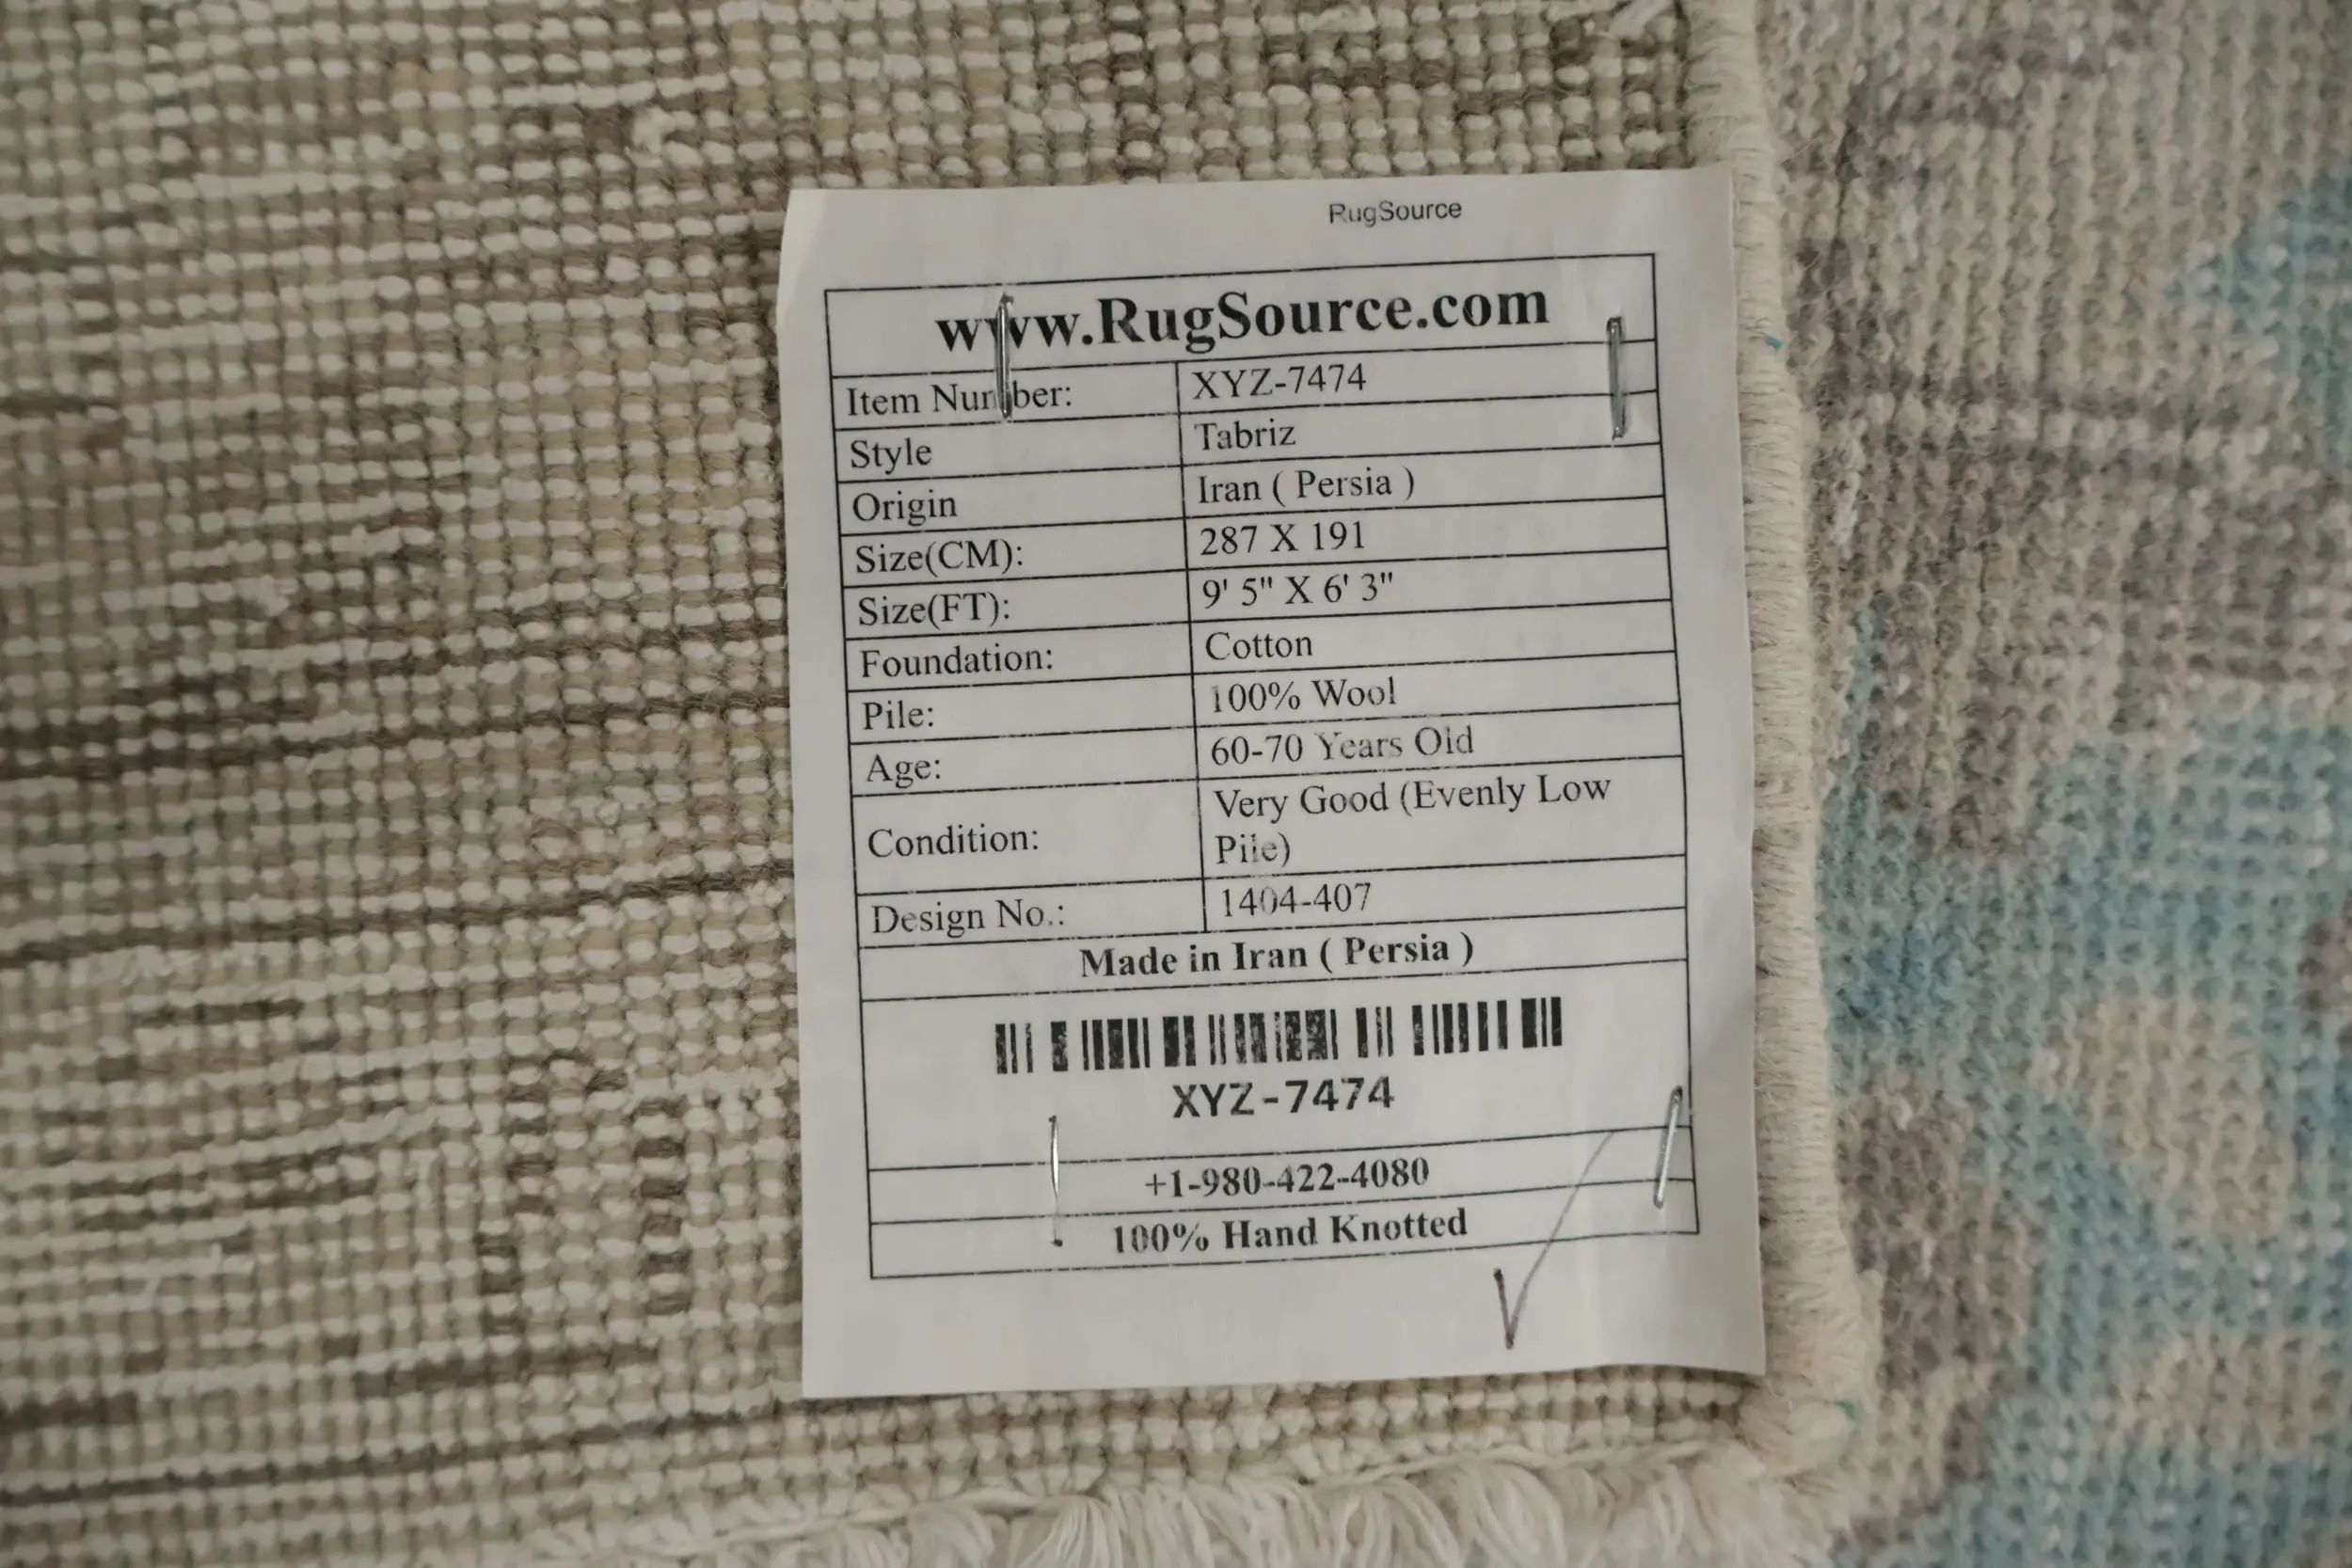 RugSource
www.RugSource.com
Item Number: XYZ-7474
Style Tabriz
Origin Iran ( Persia )
Size(CM): 287 X 191
Size(FT): 9' 5" X 6' 3"
Foundation: Cotton
Pile: 100% Wool
Age: 60-70 Years Old
Condition: Very Good (Evenly Low
Pile)
Design No.: 1404-407
Made in Iran ( Persia )
XYZ-7474
+1-980-422-4080
100% Hand Knotted